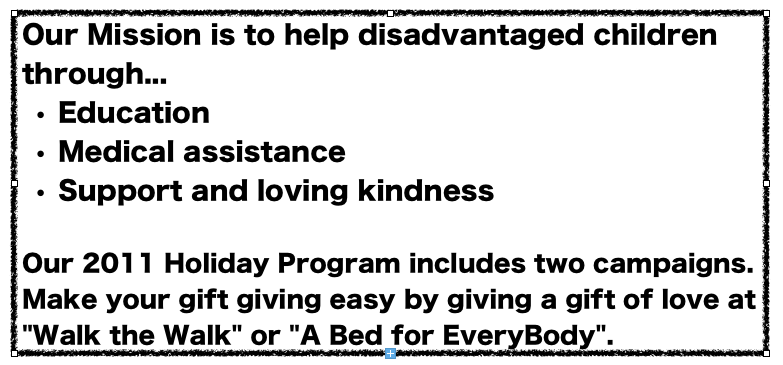 Our Mission is to help disadvantaged children
through...
• Education
• Medical assistance
• Support and loving kindness
Our 2011 Holiday Program includes two campaigns.
Make your gift giving easy by giving a gift of love at
"Walk the Walk" or "A Bed for EveryBody".